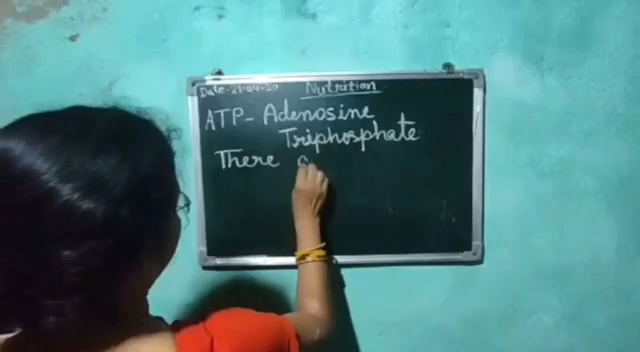 Nutrition
ATP- Adenosine
Triphosphate
There